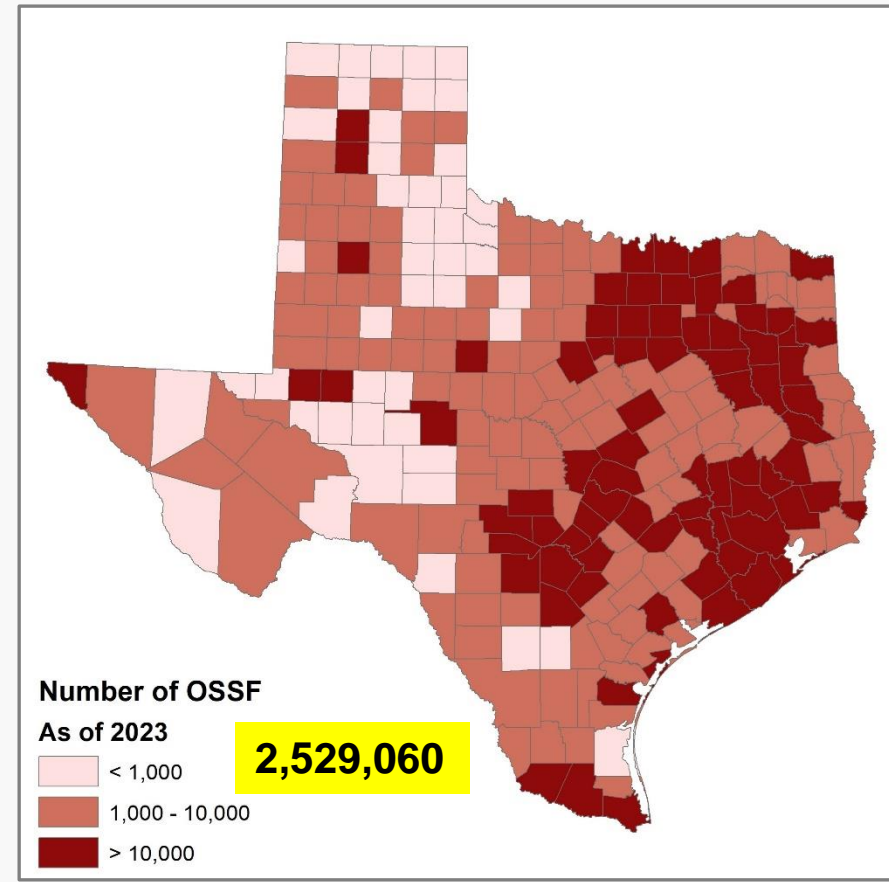 Number of OSSF
As of 2023
2,529,060
< 1,000
1,000 - 10,000
> 10,000